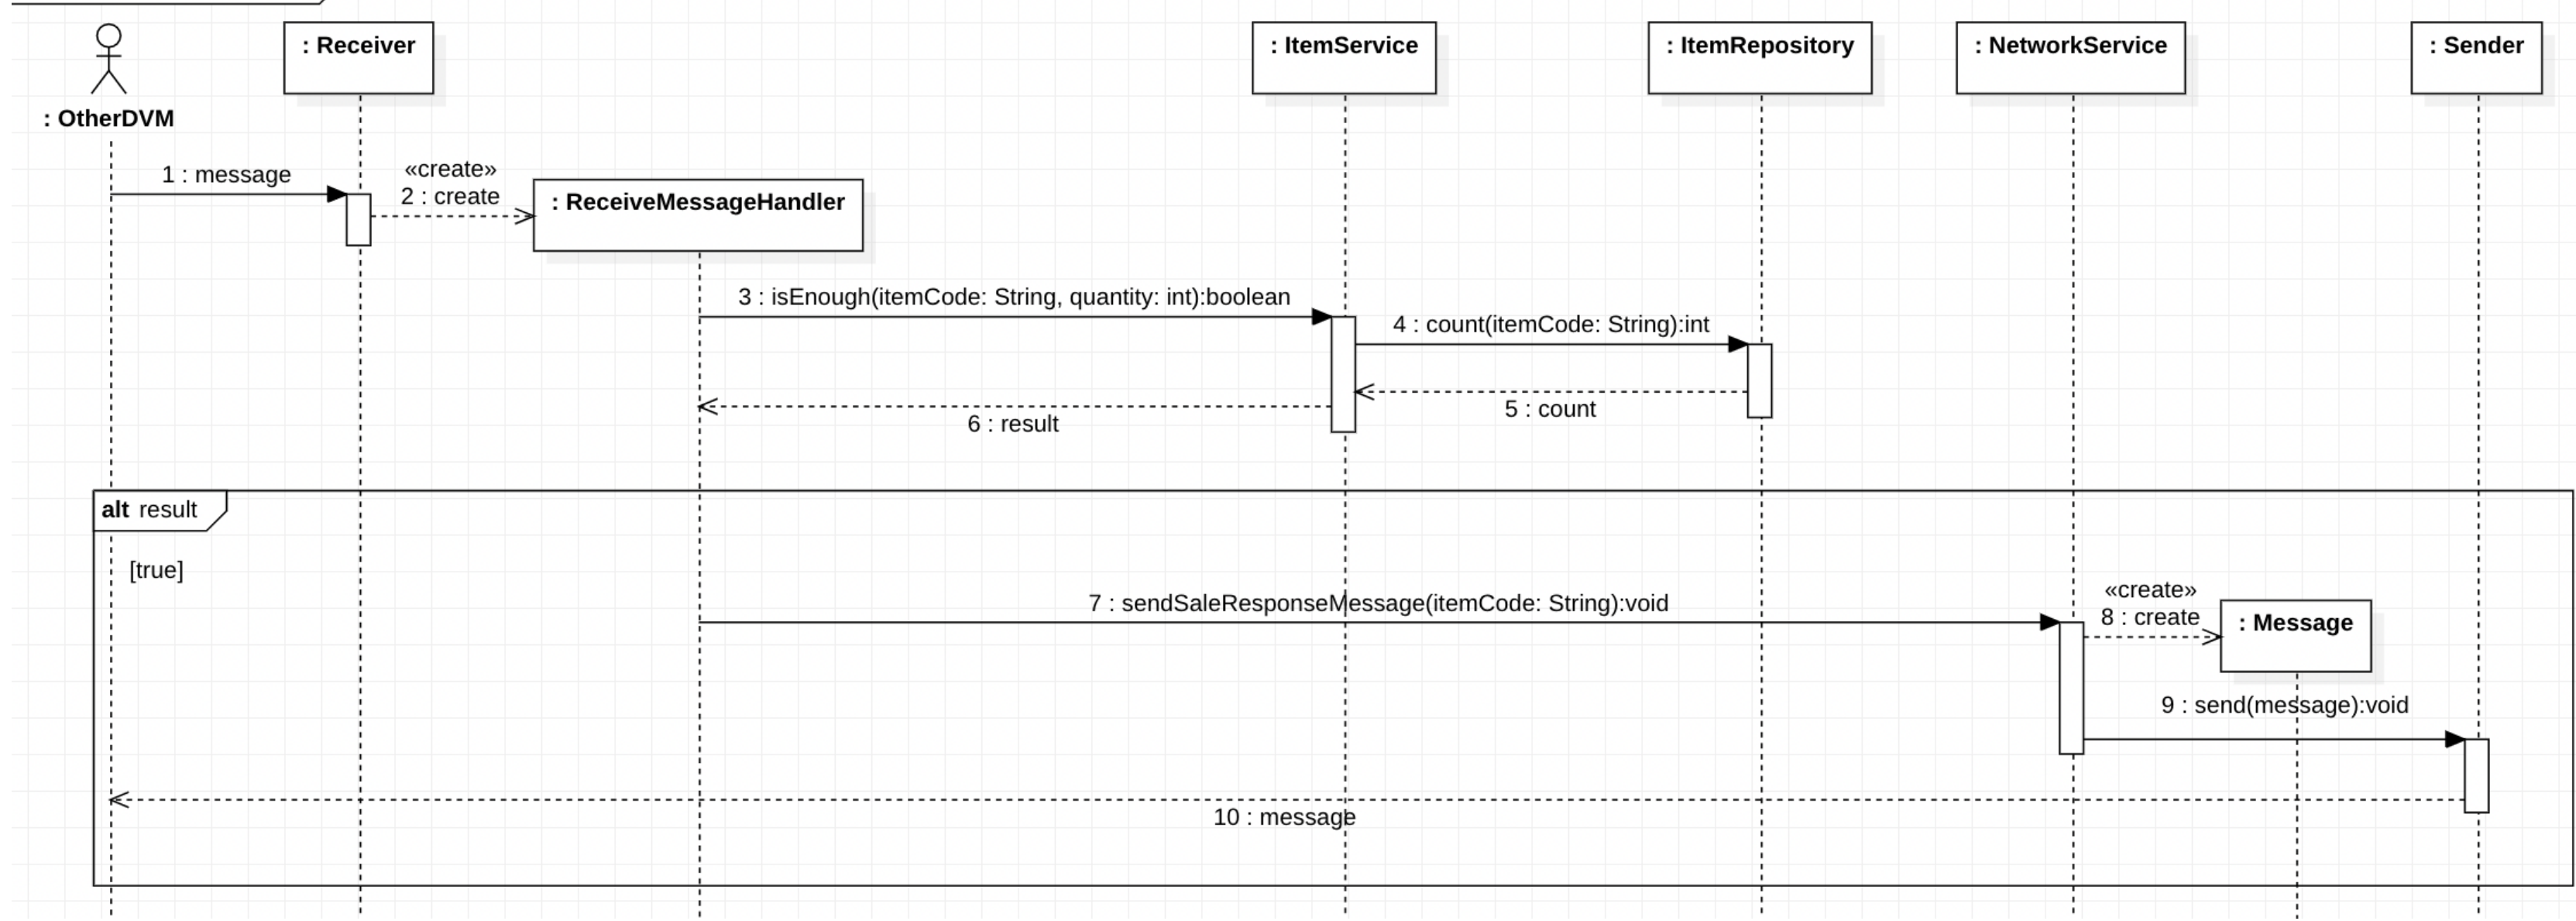 : Receiver
: ItemService
: ItemRepository
: NetworkService
: Sender
: OtherDVM
1 : message
«create»
2 : create
: ReceiveMessageHandler
3 : isEnough(itemCode: String, quantity: int):boolean
4 : count(itemCode: String):int
5 : count
6 : result
alt result
[true]
7 : sendSaleResponseMessage(itemCode: String):void
«create»
8 : create
: Message
9 : send(message):void
10 : message